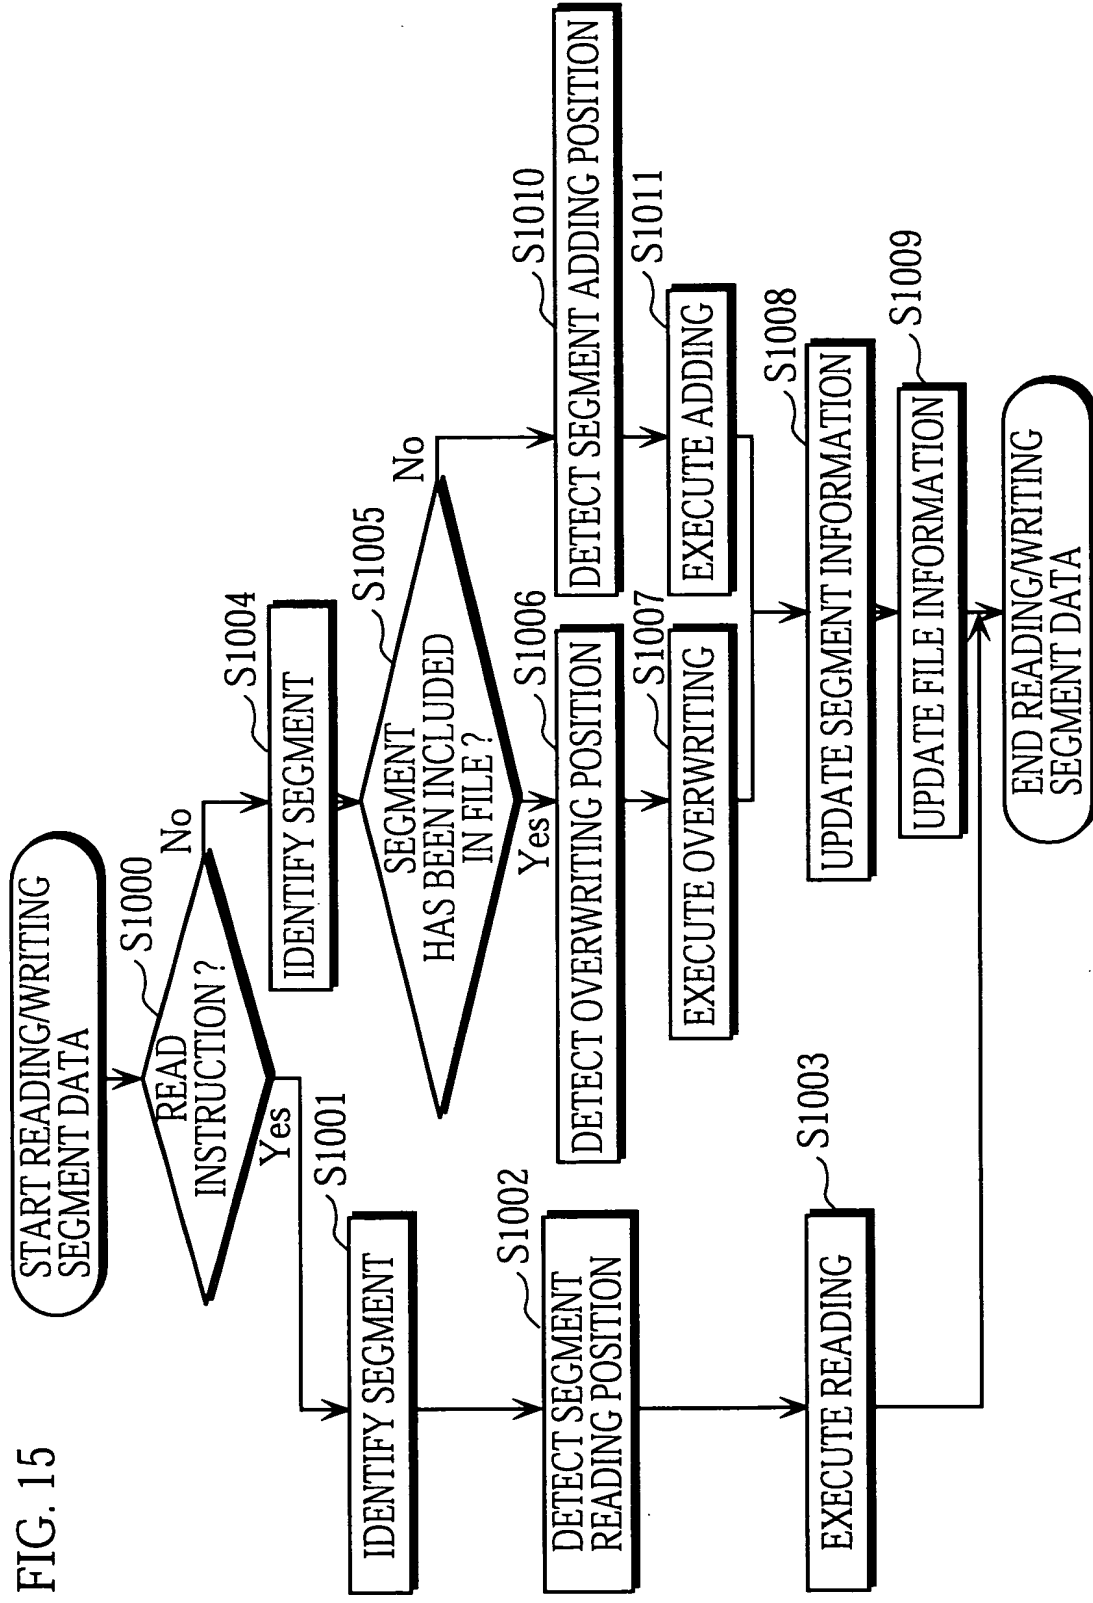 FIG. 15
START READING/WRITING
SEGMENT DATA
S1000
READ
INSTRUCTION ?
No
Yes
S1004
IDENTIFY SEGMENT
S1001
IDENTIFY SEGMENT
S1005
SEGMENT
HAS BEEN INCLUDED
IN FILE ?
No
Yes
S1002
DETECT SEGMENT
READING POSITION
S1006
DETECT OVERWRITING POSITION
S1010
DETECT SEGMENT ADDING POSITION
S1007
EXECUTE OVERWRITING
S1011
EXECUTE ADDING
S1003
EXECUTE READING
S1008
UPDATE SEGMENT INFORMATION
S1009
UPDATE FILE INFORMATION
END READING/WRITING
SEGMENT DATA